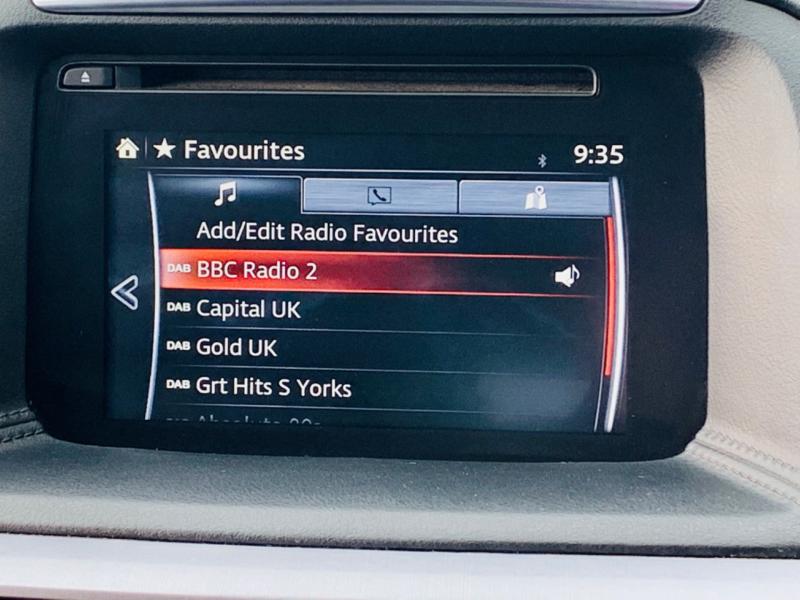 Favourites 9:35
Add/Edit Radio Favourites
DAB BBC Radio 2
DAB Capital UK
DAB Gold UK
DAB Grt Hits S Yorks
Absolute